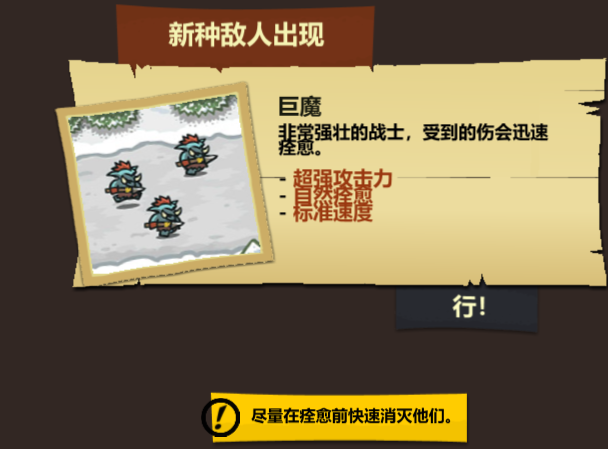 新种敌人出现
巨魔
非常强壮的战士，受到的伤会迅速
痊愈。
- 超强攻击力
- 自然痊愈
- 标准速度
行！
尽量在痊愈前快速消灭他们。